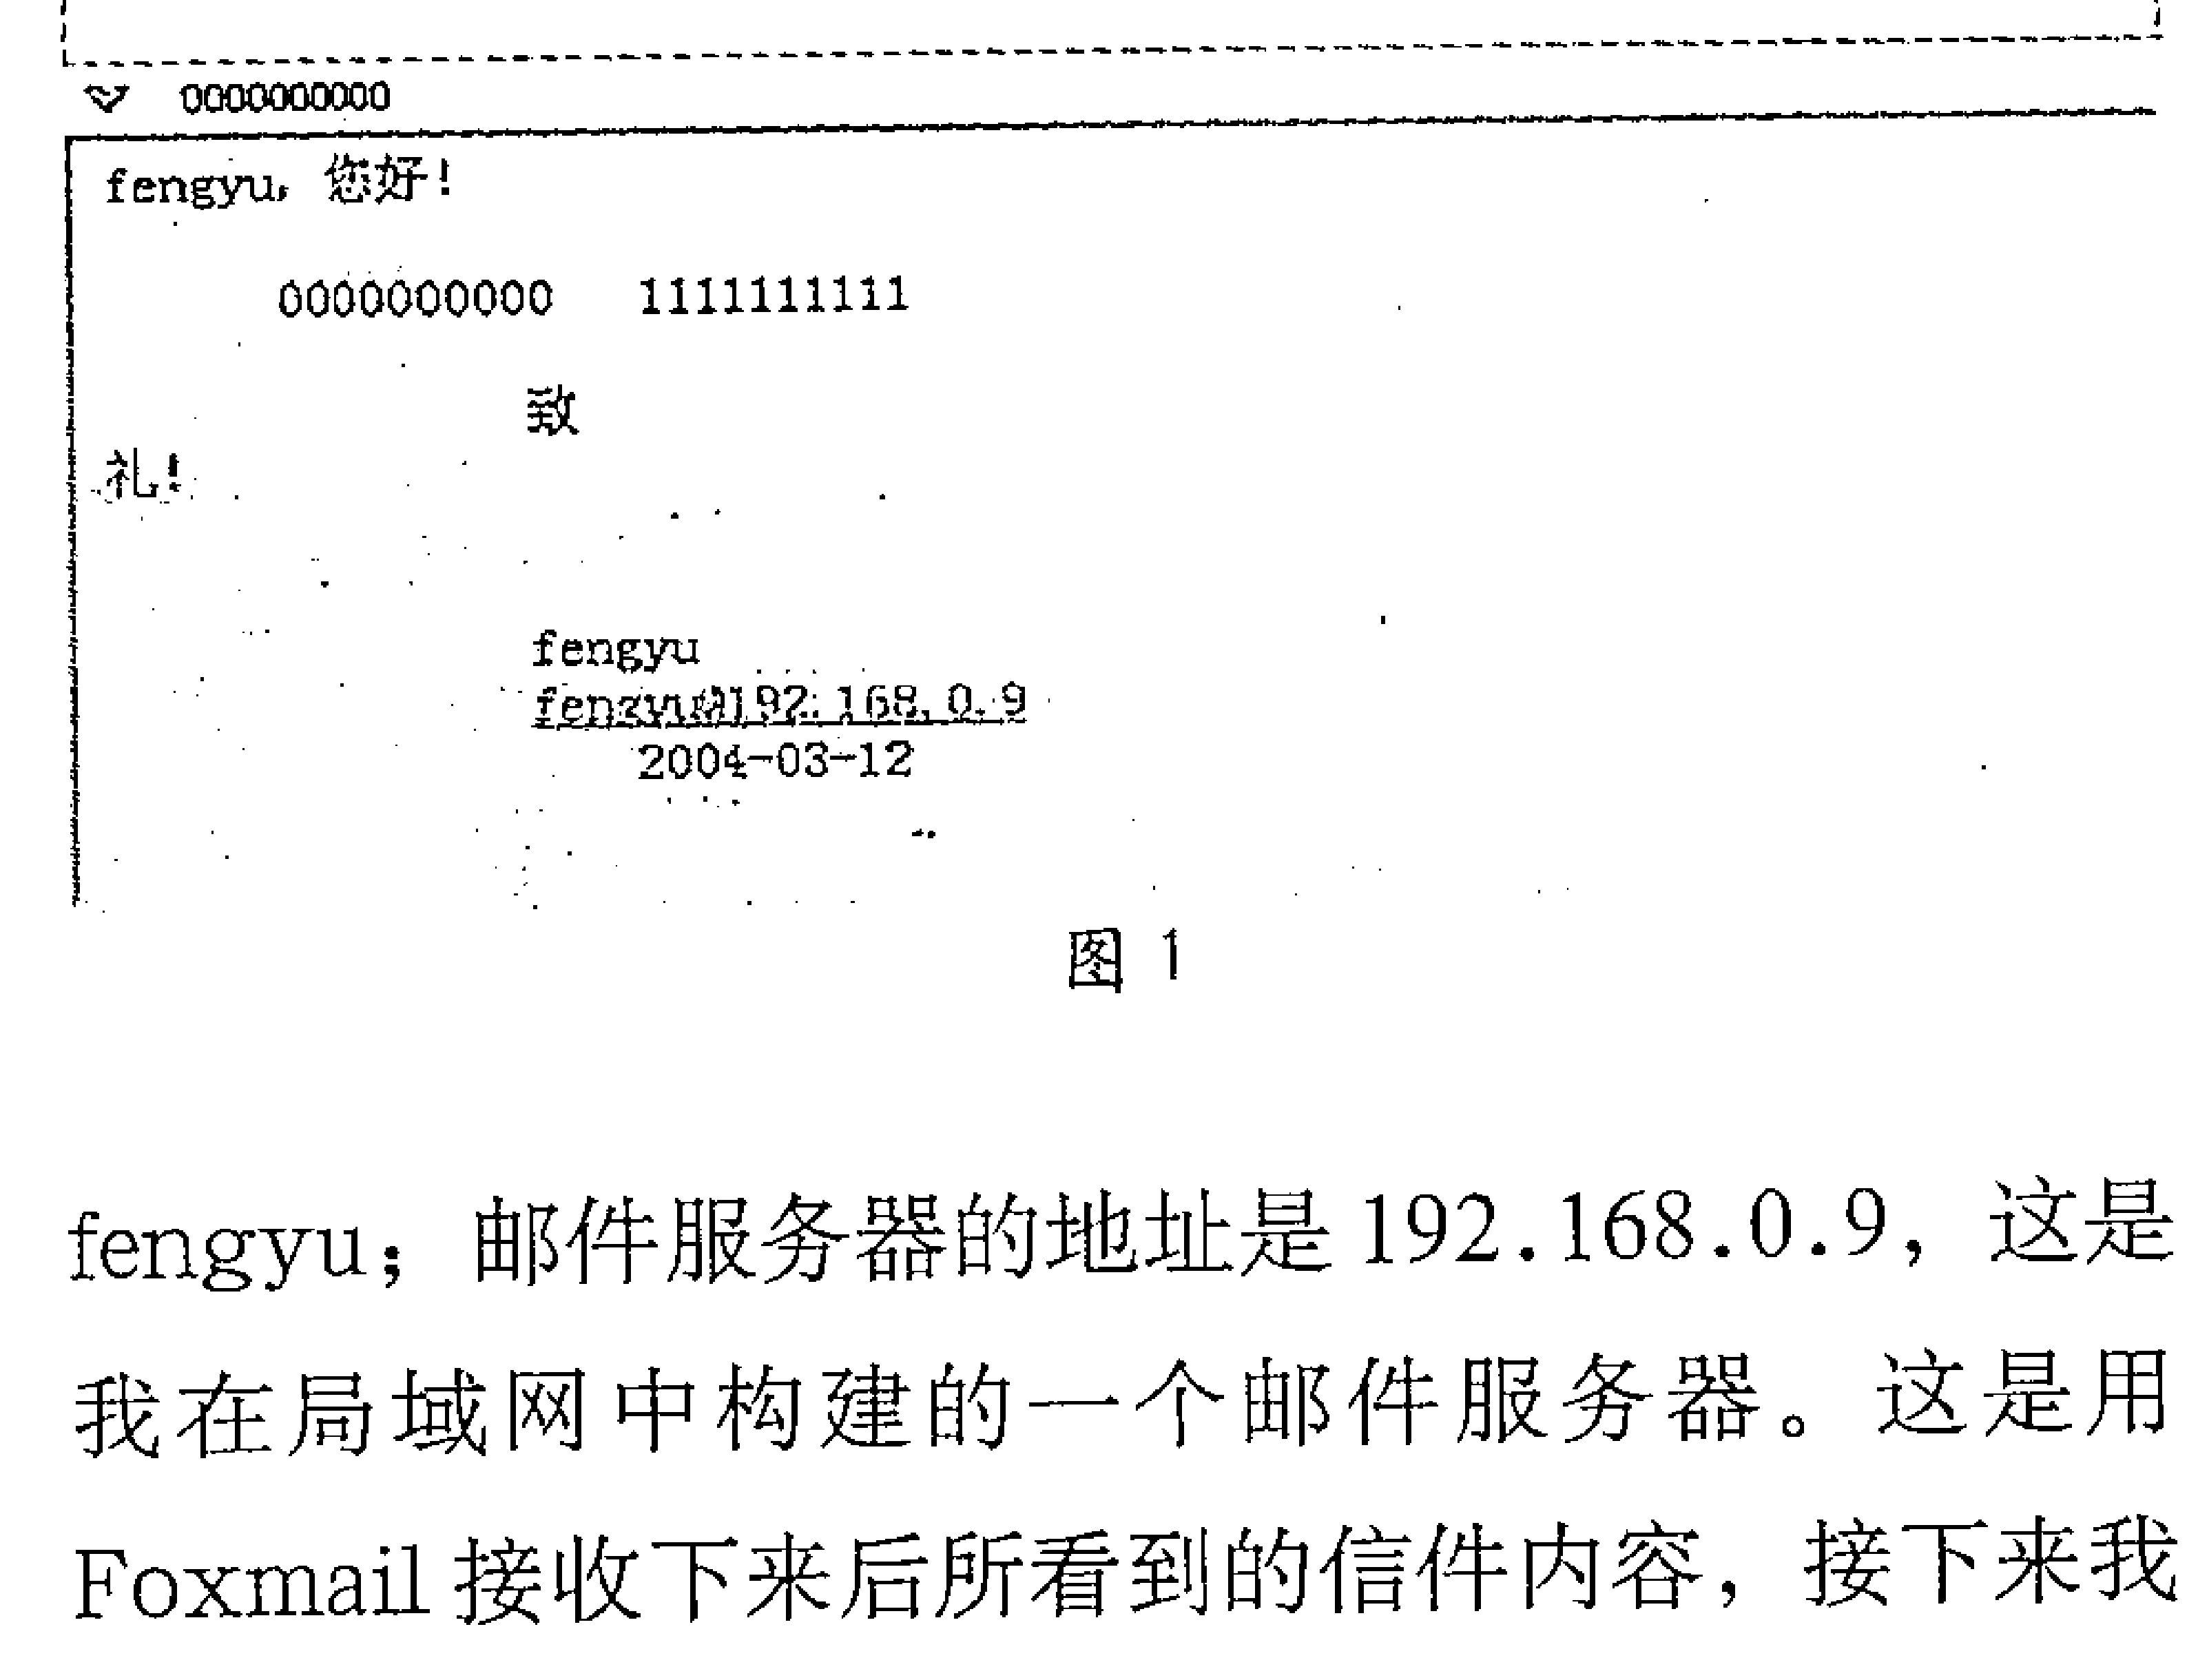 0000000000
fengyu，您好！
0000000000 1111111111
致
礼！
fengyu
fengyu@192.168.0.9
2004-03-12
图 1
fengyu；邮件服务器的地址是192.168.0.9，这是
我在局域网中构建的一个邮件服务器。这是用
Foxmail接收下来后所看到的信件内容，接下来我